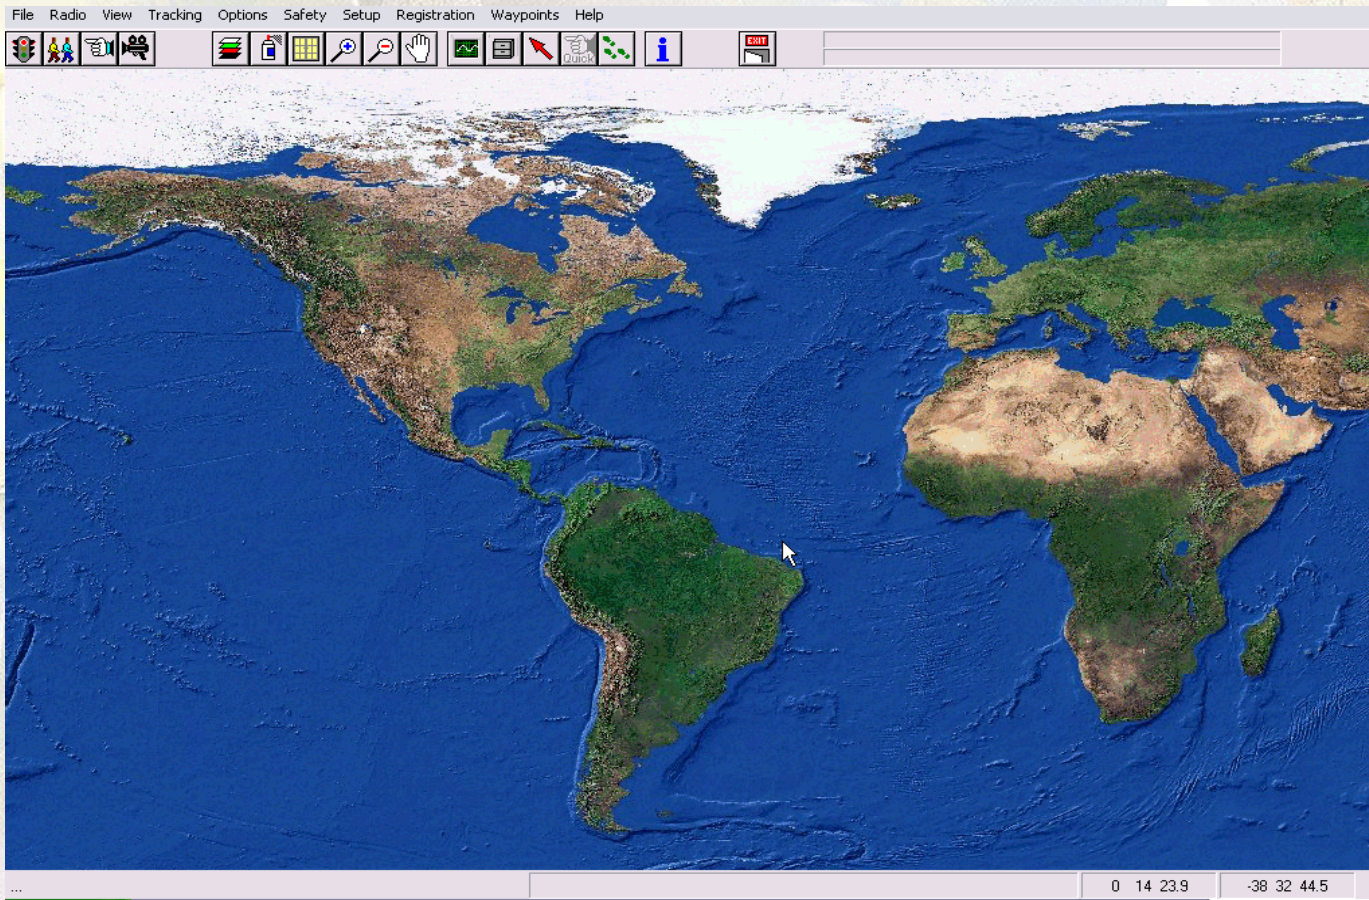 File Radio View Tracking Options Safety Setup Registration Waypoints Help
Quick EXIT
... 0 14 23.9 -38 32 44.5